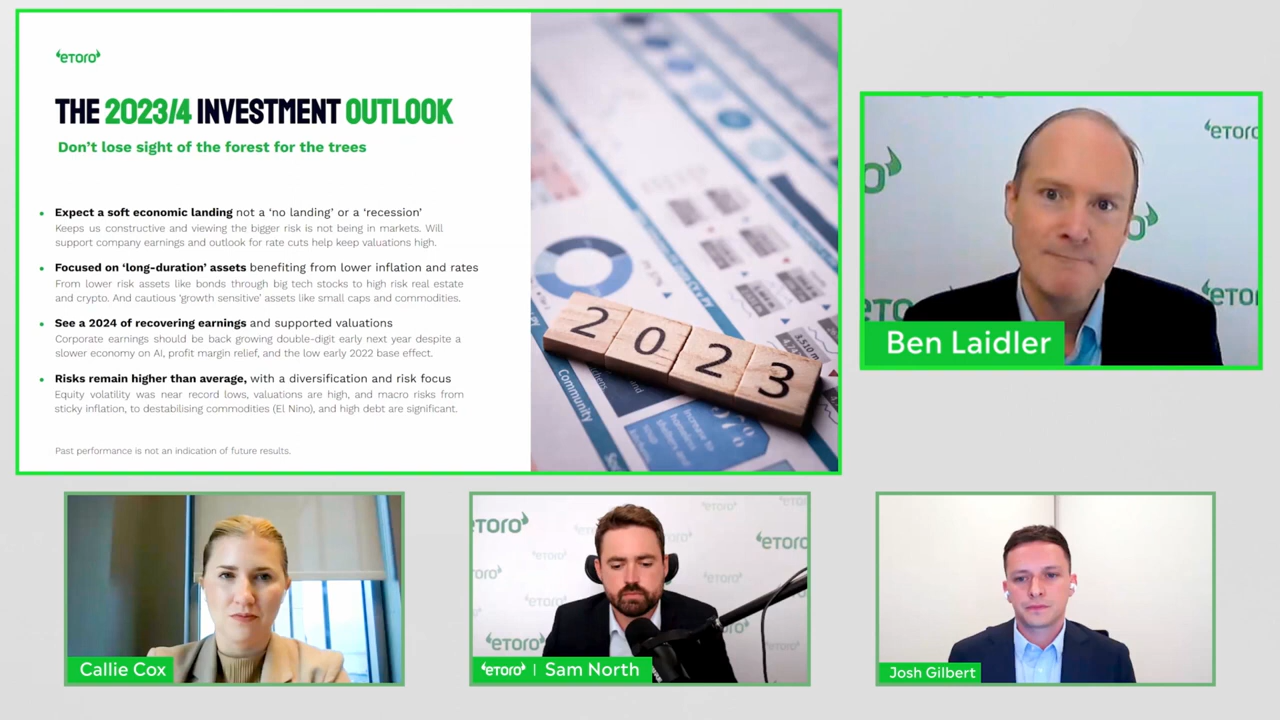 eTORO
THE 2023/4 INVESTMENT OUTLOOK
Don't lose sight of the forest for the trees
• Expect a soft economic landing not a 'no landing' or a 'recession'
Keeps us constructive and viewing the bigger risk is not being in markets. Will
support company earnings and outlook for rate cuts help keep valuations high.
• Focused on 'long-duration' assets benefiting from lower inflation and rates
From lower risk assets like bonds through big tech stocks to high risk real estate
and crypto. And cautious 'growth sensitive' assets like small caps and commodities.
• See a 2024 of recovering earnings and supported valuations
Corporate earnings should be back growing double-digit early next year despite a
slower economy on AI, profit margin relief, and the low early 2022 base effect.
• Risks remain higher than average, with a diversification and risk focus
Equity volatility was near record lows, valuations are high, and macro risks from
sticky inflation, to destabilising commodities (El Nino), and high debt are significant.
Past performance is not an indication of future results.
2023
Community
Ben Laidler
Callie Cox
eTORO | Sam North
Josh Gilbert